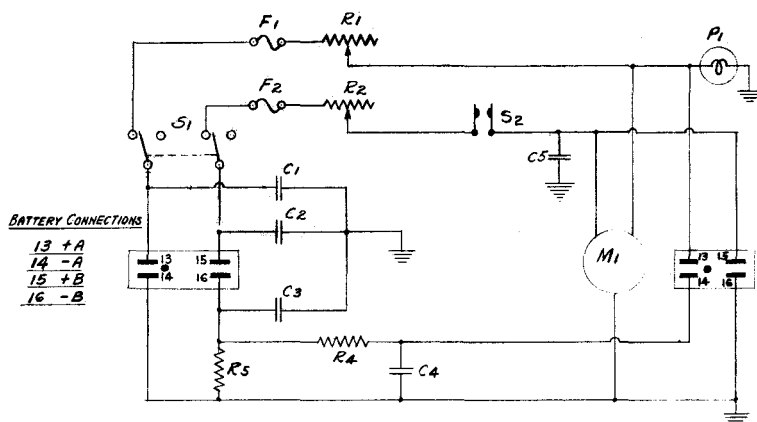 F1
R1
P1
F2
R2
S1
S2
C5
C1
BATTERY CONNECTIONS
C2
13 +A
14 -A
15 +B
16 -B
13
14
15
16
M1
13
14
15
16
C3
R4
R5
C4